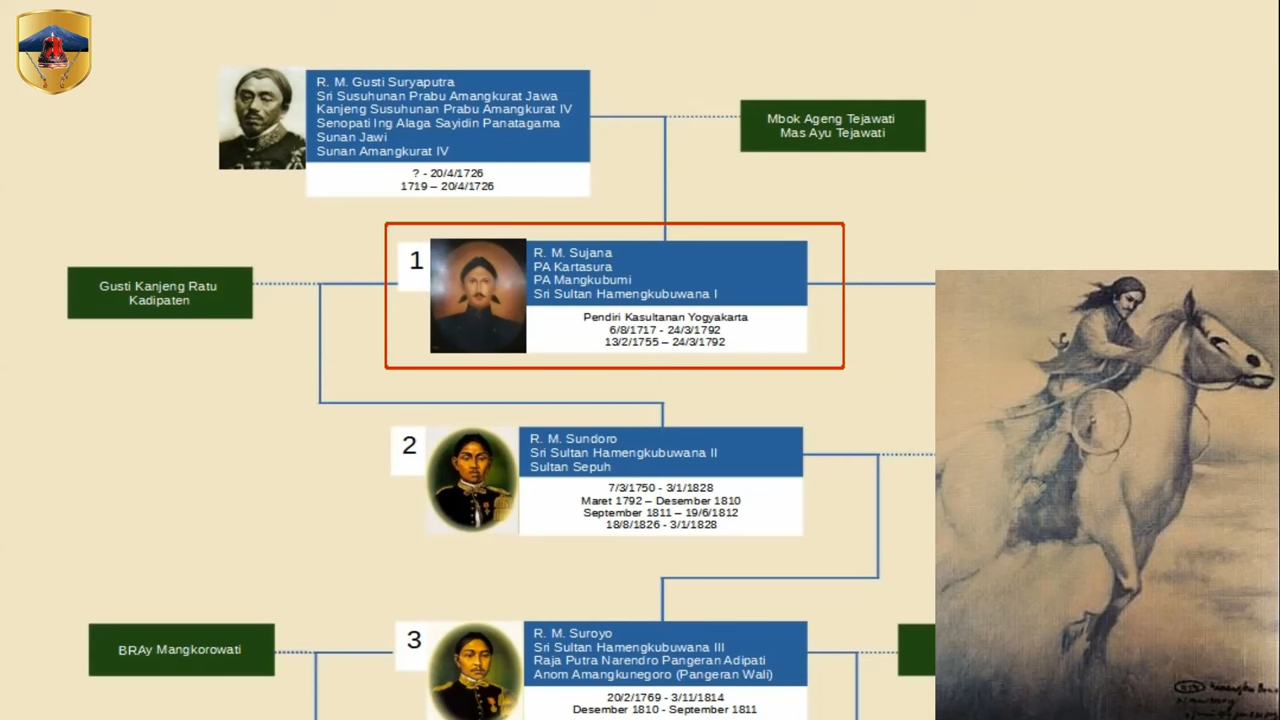 R. M. Gusti Suryaputra
Sri Susuhunan Prabu Amangkurat Jawa
Kanjeng Susuhunan Prabu Amangkurat IV
Senopati Ing Alaga Sayidin Panatagama
Sunan Jawi
Sunan Amangkurat IV
? - 20/4/1726
1719 – 20/4/1726
Mbok Ageng Tejawati
Mas Ayu Tejawati
Gusti Kanjeng Ratu
Kadipaten
1
R. M. Sujana
PA Kartasura
PA Mangkubumi
Sri Sultan Hamengkubuwana I
Pendiri Kasultanan Yogyakarta
6/8/1717 - 24/3/1792
13/2/1755 – 24/3/1792
2
R. M. Sundoro
Sri Sultan Hamengkubuwana II
Sultan Sepuh
7/3/1750 - 3/1/1828
Maret 1792 – Desember 1810
September 1811 – 19/6/1812
18/8/1826 - 3/1/1828
BRAy Mangkorowati
3
R. M. Suroyo
Sri Sultan Hamengkubuwana III
Raja Putra Narendro Pangeran Adipati
Anom Amangkunegoro (Pangeran Wali)
20/2/1769 - 3/11/1814
Desember 1810 - September 1811